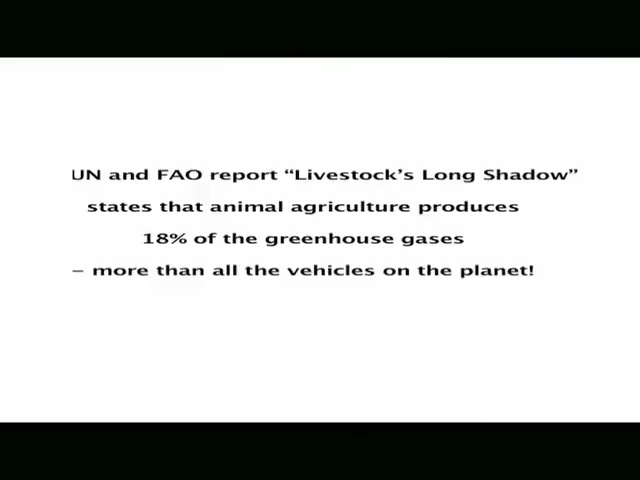 UN and FAO report “Livestock’s Long Shadow”
states that animal agriculture produces
18% of the greenhouse gases
– more than all the vehicles on the planet!